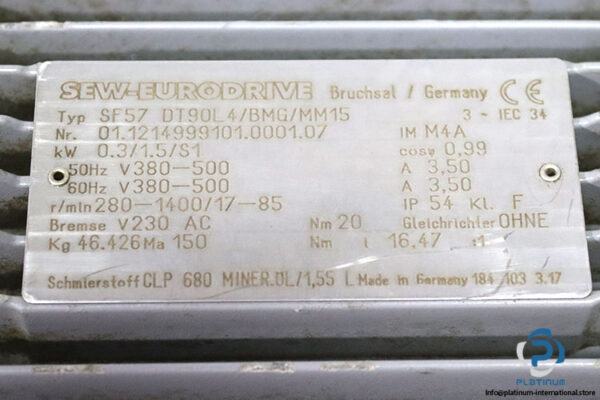 SEW-EURODRIVE Bruchsal / Germany CE
Typ SF57 DT90L4/BMG/MM15 3 ~ IEC 34
Nr. 01.1214999101.0001.07 IM M4A
kW 0.3/1.5/S1 cosφ 0.99
50Hz V380-500 A 3,50
60Hz V380-500 A 3,50
r/min 280-1400/17-85 IP 54 Kl. F
Bremse V230 AC Nm 20 Gleichrichter OHNE
Kg 46.426 Ma 150 Nm i 16,47 :1
Schmierstoff CLP 680 MINER.ÖL/1,55 L Made in Germany 184 103 3.17
PLATINUM
info@platinum-international.store